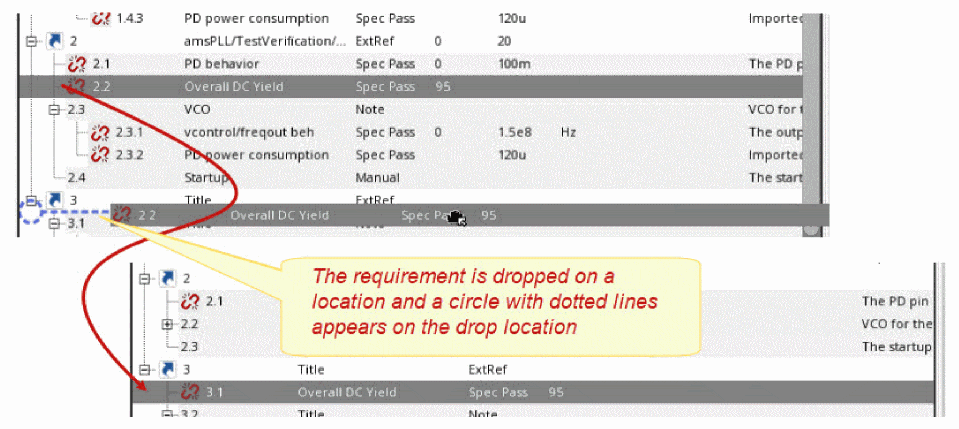 1.4.3 PD power consumption Spec Pass 120u Imported
2 amsPLL/TestVerification/... ExtRef 0 20
2.1 PD behavior Spec Pass 0 100m The PD p
2.2 Overall DC Yield Spec Pass 95
2.3 VCO Note VCO for t
2.3.1 vcontrol/freqout beh Spec Pass 0 1.5e8 Hz The outp
2.3.2 PD power consumption Spec Pass 120u Imported
2.4 Startup Manual The start
3 Title ExtRef
2.2 Overall DC Yield Spec Pass 95
3.1 Title
The requirement is dropped on a
location and a circle with dotted lines
appears on the drop location
2
2.1 The PD pin
2.2 VCO for the
2.3 The startup
3 Title ExtRef
3.1 Overall DC Yield Spec Pass 95
3.2 Title Note